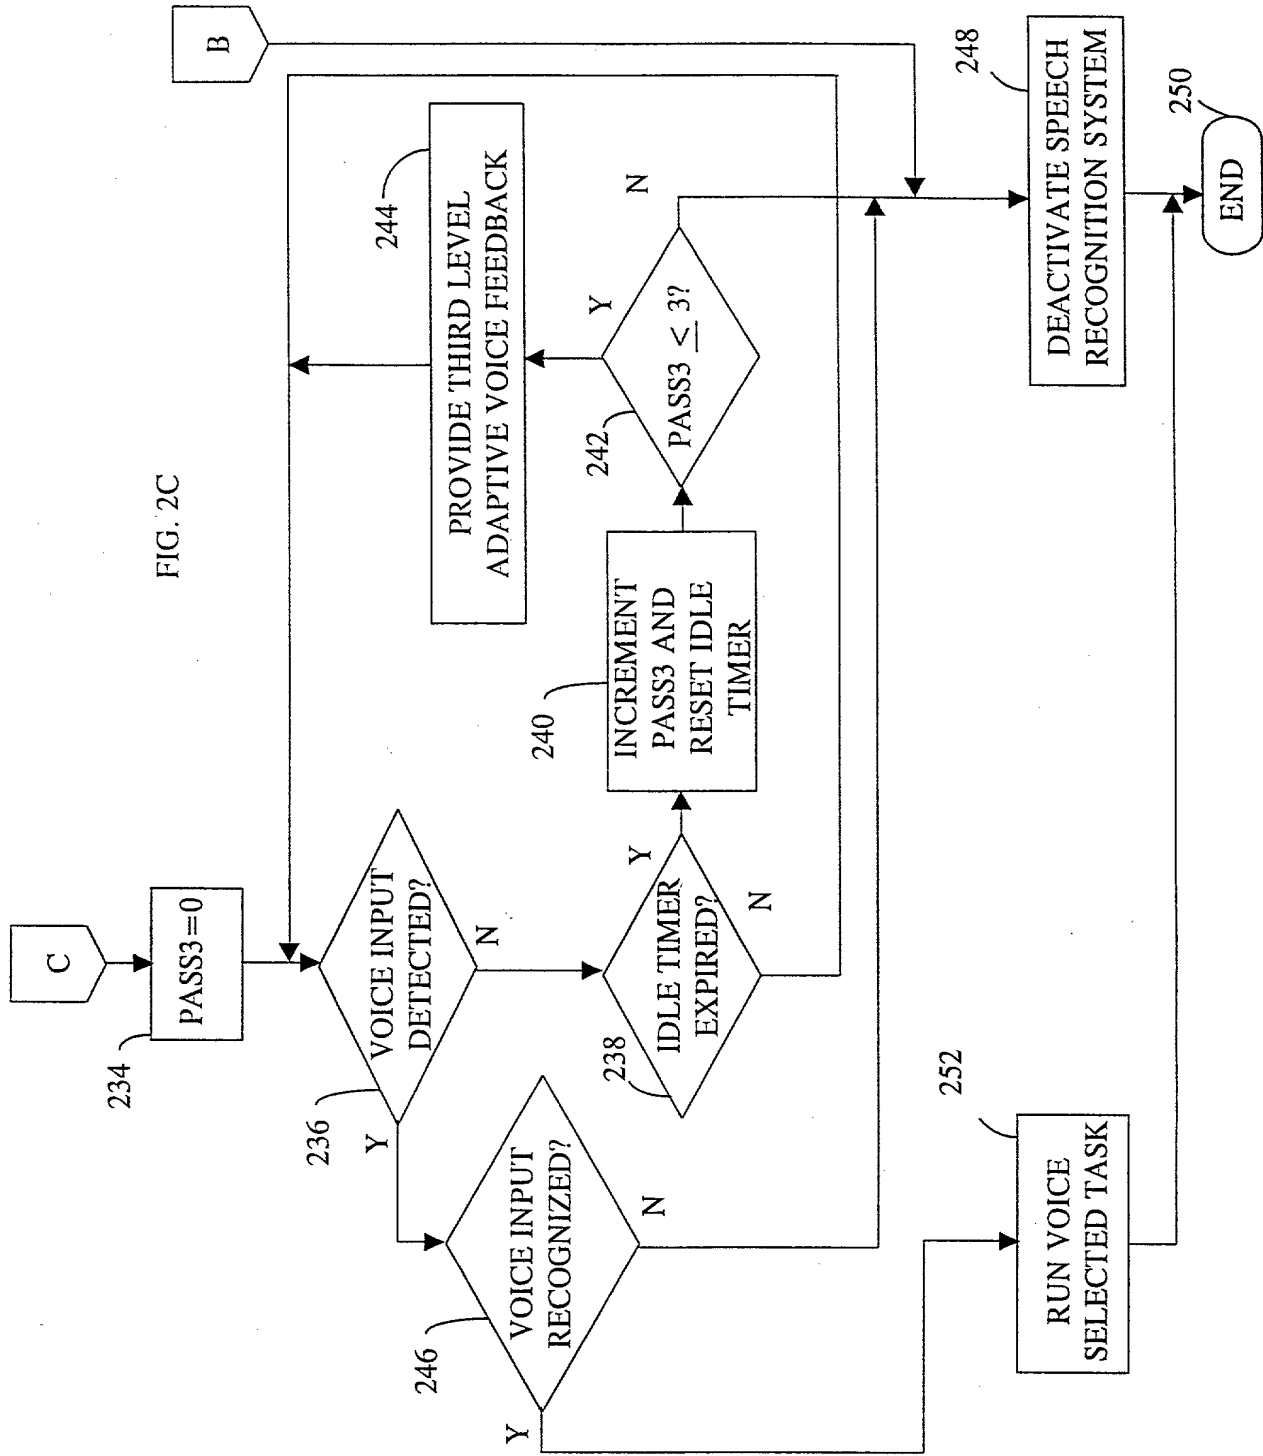 FIG. 2C
C
B
234
PASS3=0
236
VOICE INPUT
DETECTED?
Y
N
246
VOICE INPUT
RECOGNIZED?
Y
N
238
IDLE TIMER
EXPIRED?
Y
N
240
INCREMENT
PASS3 AND
RESET IDLE
TIMER
242
PASS3 ≤ 3?
Y
N
244
PROVIDE THIRD LEVEL
ADAPTIVE VOICE FEEDBACK
252
RUN VOICE
SELECTED TASK
248
DEACTIVATE SPEECH
RECOGNITION SYSTEM
250
END